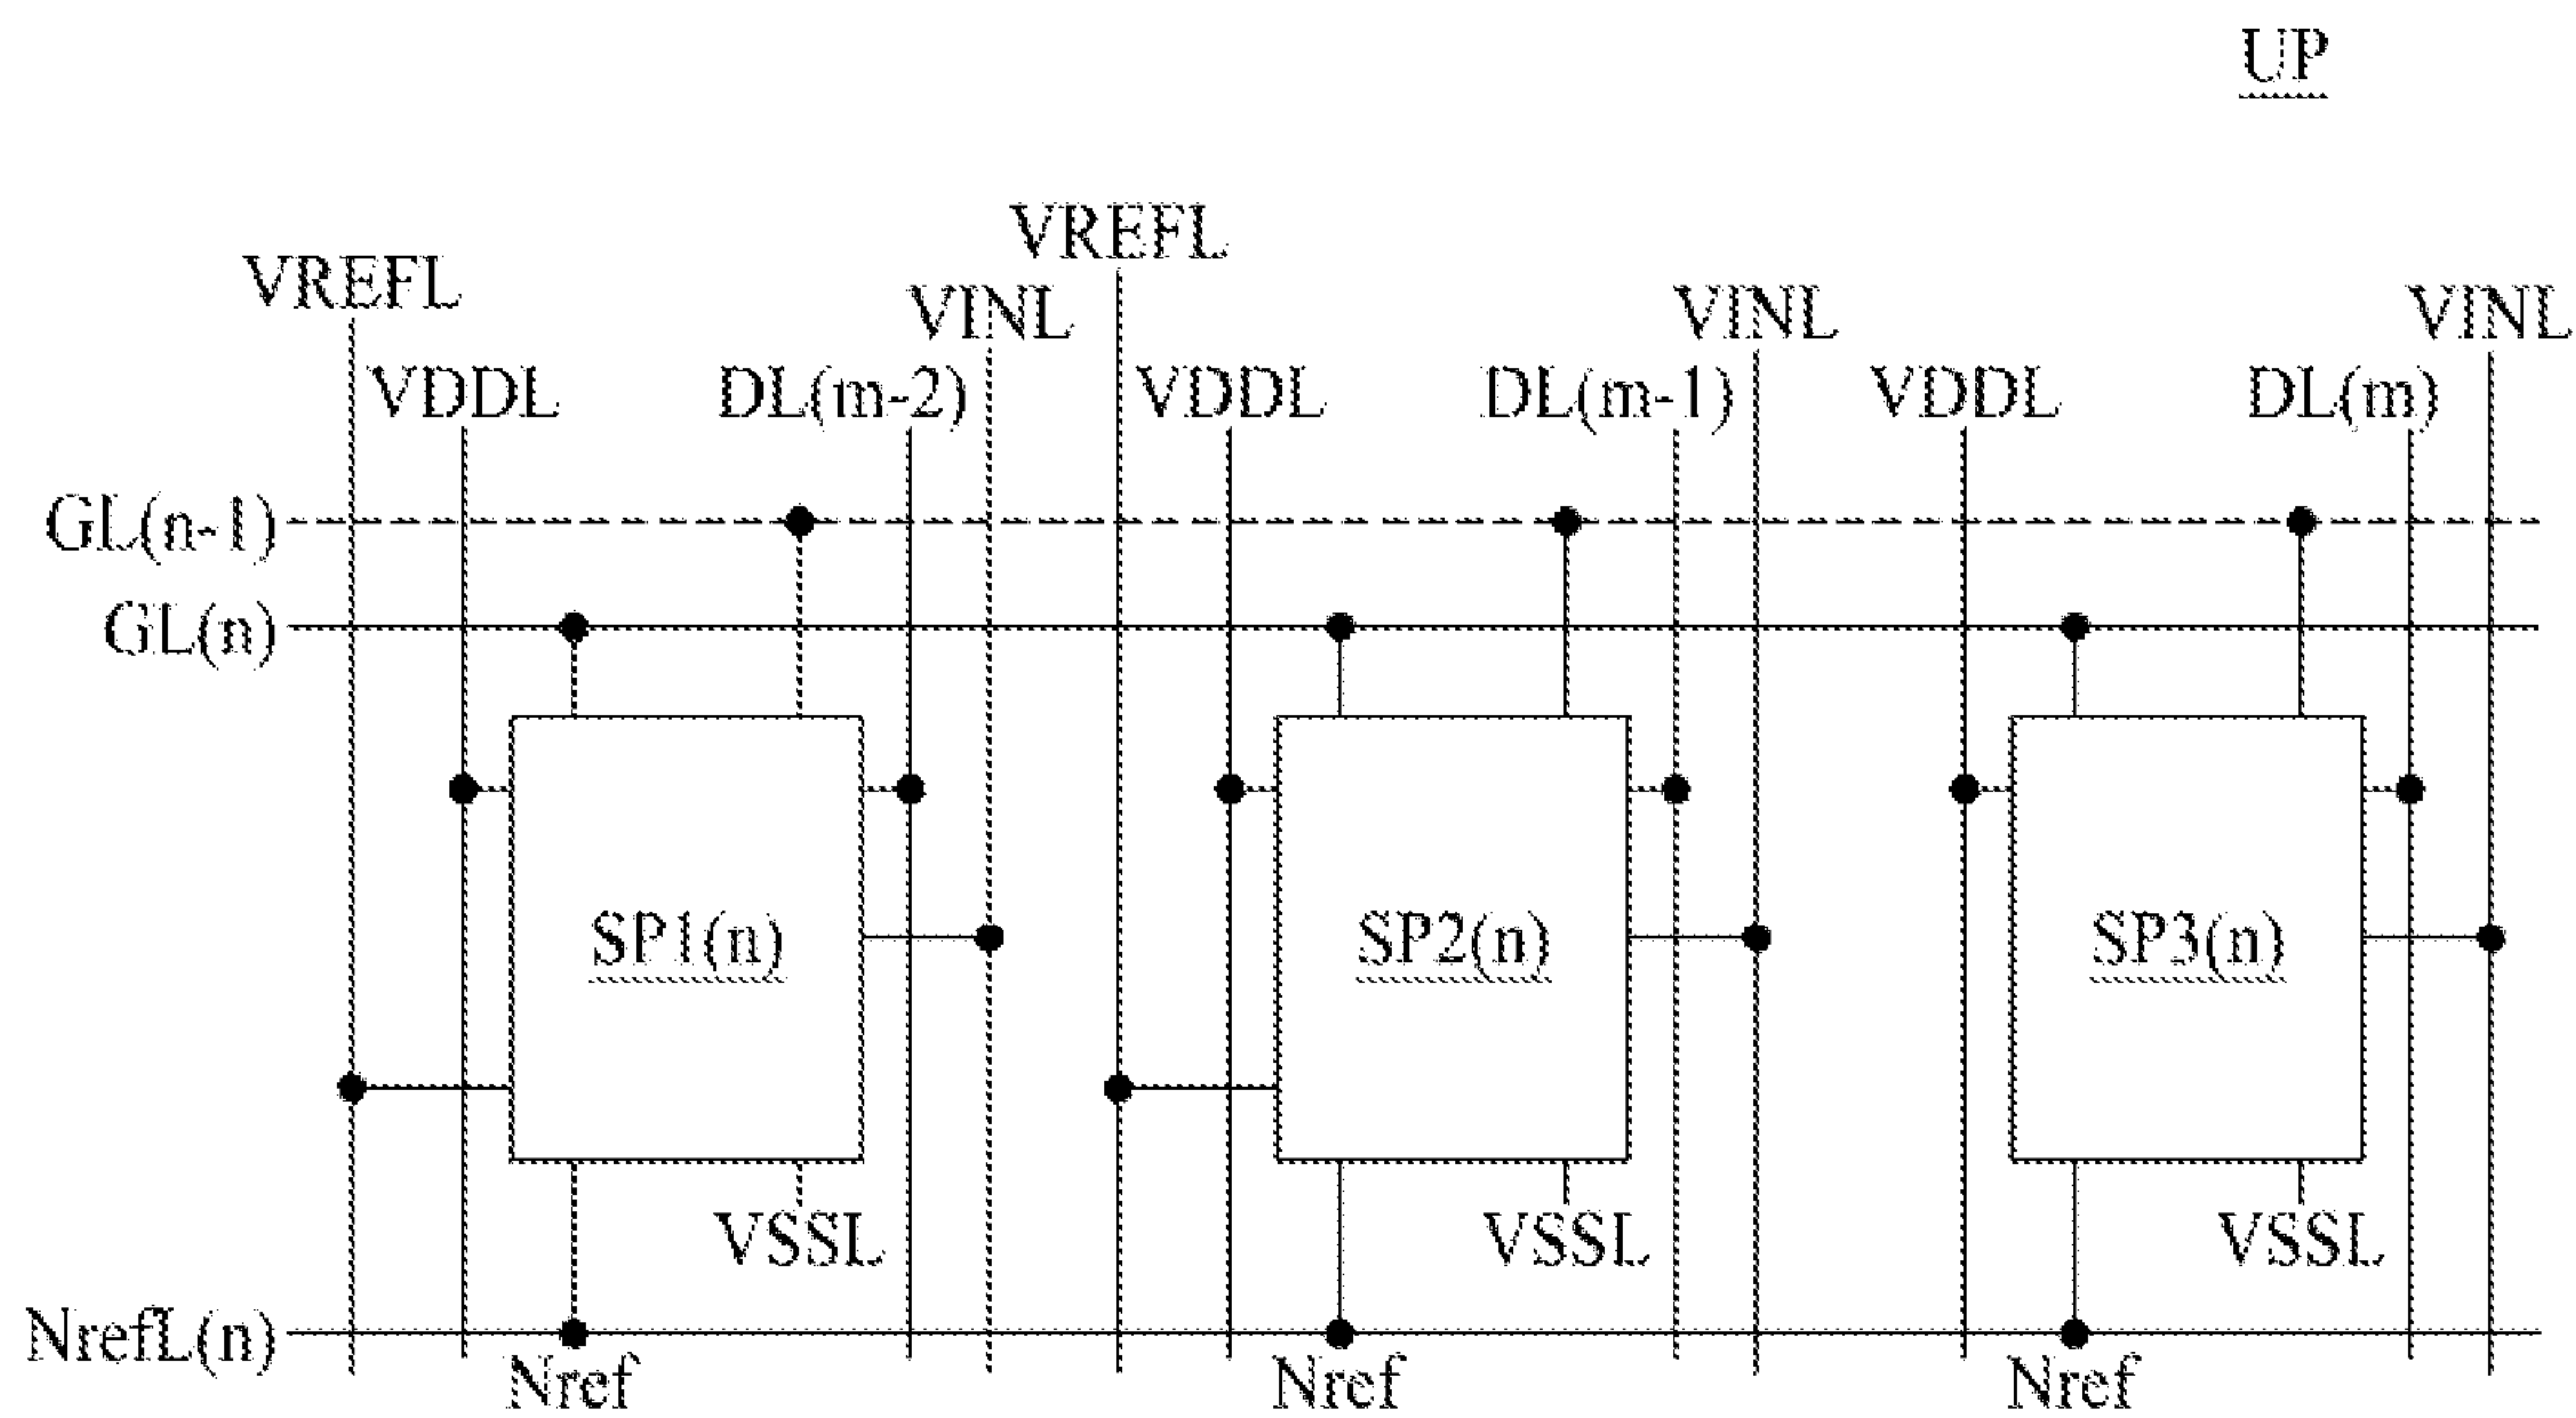 UP
VREFL
VREFL
VINL
VINL
VINL
VDDL
DL(m-2)
VDDL
DL(m-1)
VDDL
DL(m)
GL(n-1)
GL(n)
SP1(n)
SP2(n)
SP3(n)
VSSL
VSSL
VSSL
NrefL(n)
Nref
Nref
Nref